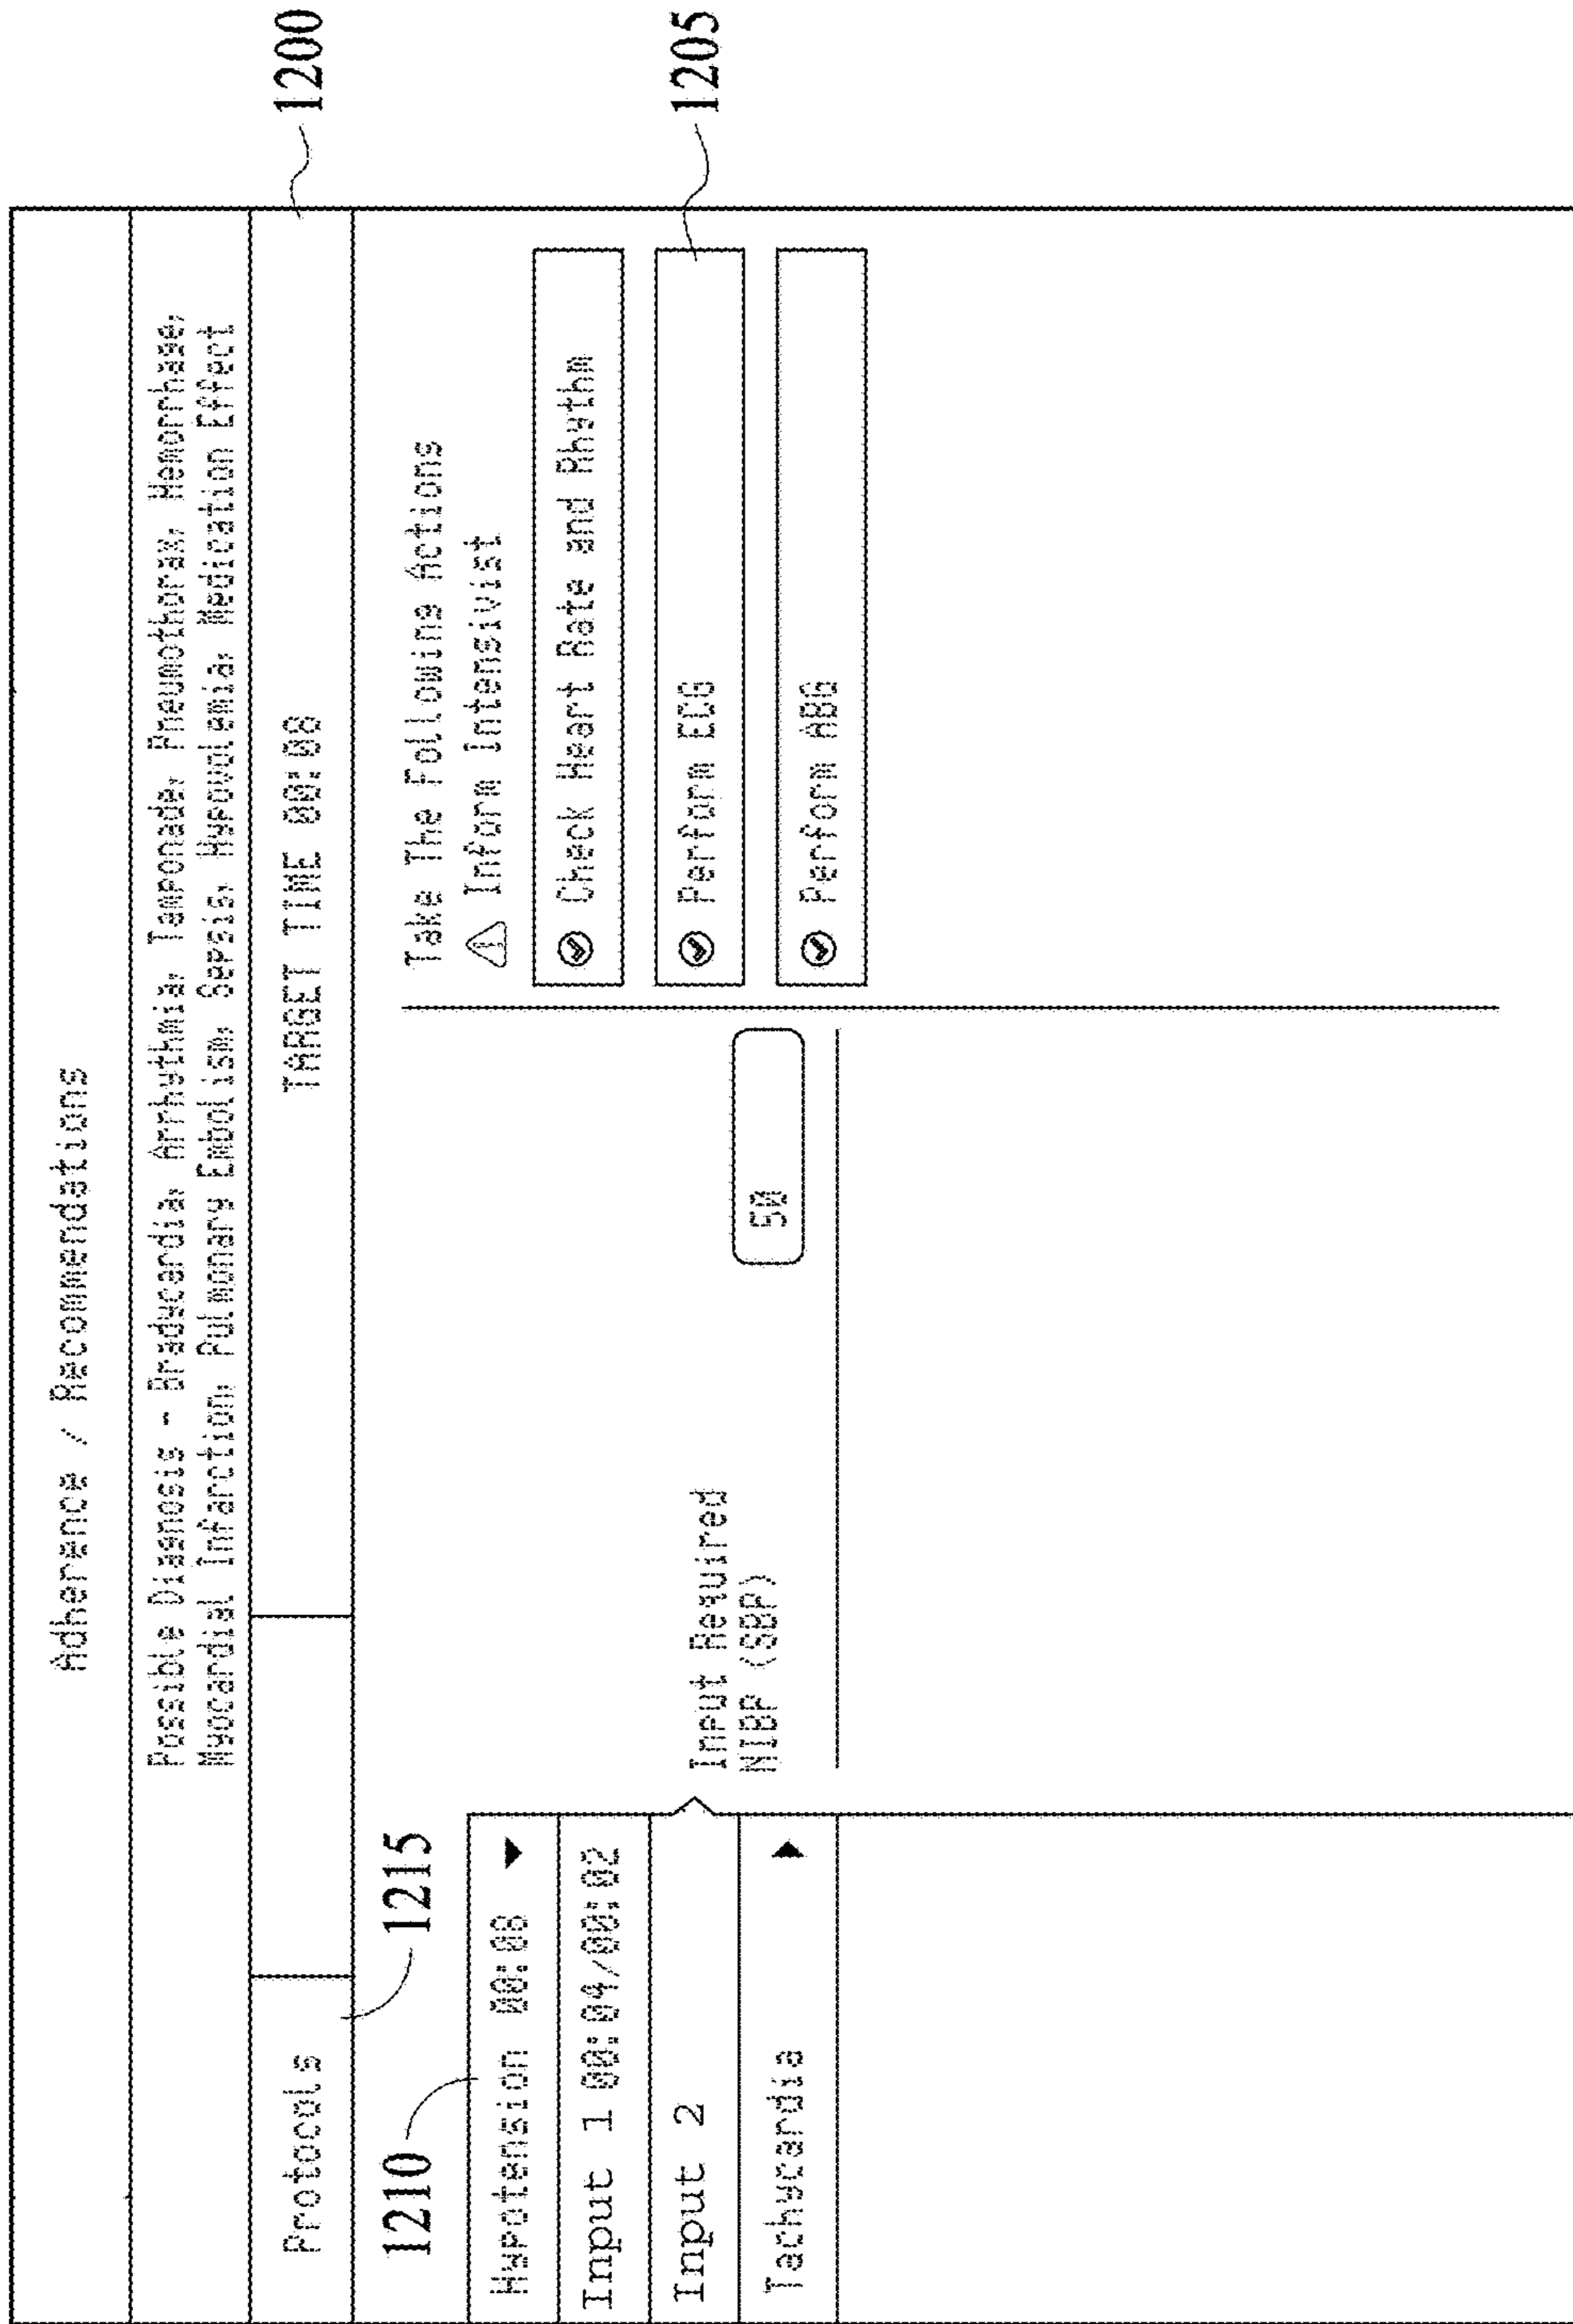 Adherence / Recommendations
Possible Diagnosis - Bradycardia, Arrhythmia, Tamponade, Pneumothorax, Hemorrhage,
Myocardial Infarction, Pulmonary Embolism, Sepsis, Hypovolemia, Medication Effect
Protocols
TARGET TIME 00:08
1200
1215
1210
Hypotension 00:08
Input 1 00:04/00:02
Input 2
Tachycardia
Input Required
NIBP (SBP)
50
Take The Following Actions
Inform Intensivist
Check Heart Rate and Rhythm
Perform ECG
Perform ABG
1205